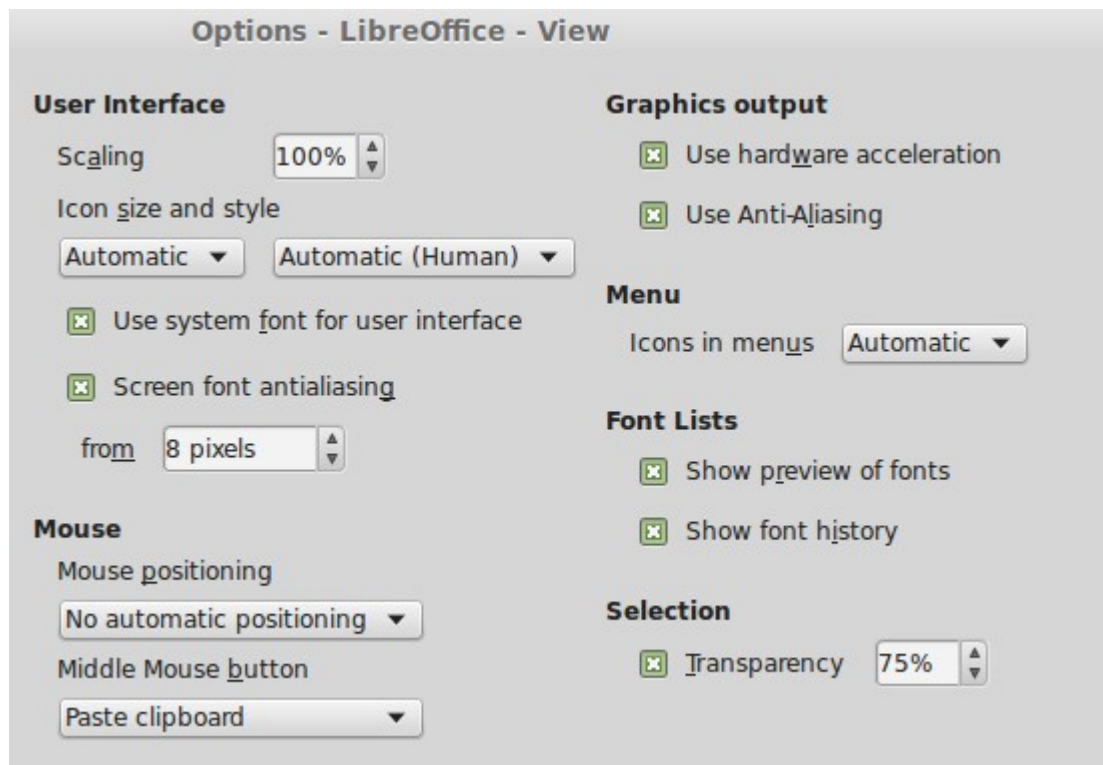 Options - LibreOffice - View
User Interface
Scaling 100%
Icon size and style
Automatic Automatic (Human)
Use system font for user interface
Screen font antialiasing
from 8 pixels
Mouse
Mouse positioning
No automatic positioning
Middle Mouse button
Paste clipboard
Graphics output
Use hardware acceleration
Use Anti-Aliasing
Menu
Icons in menus Automatic
Font Lists
Show preview of fonts
Show font history
Selection
Transparency 75%